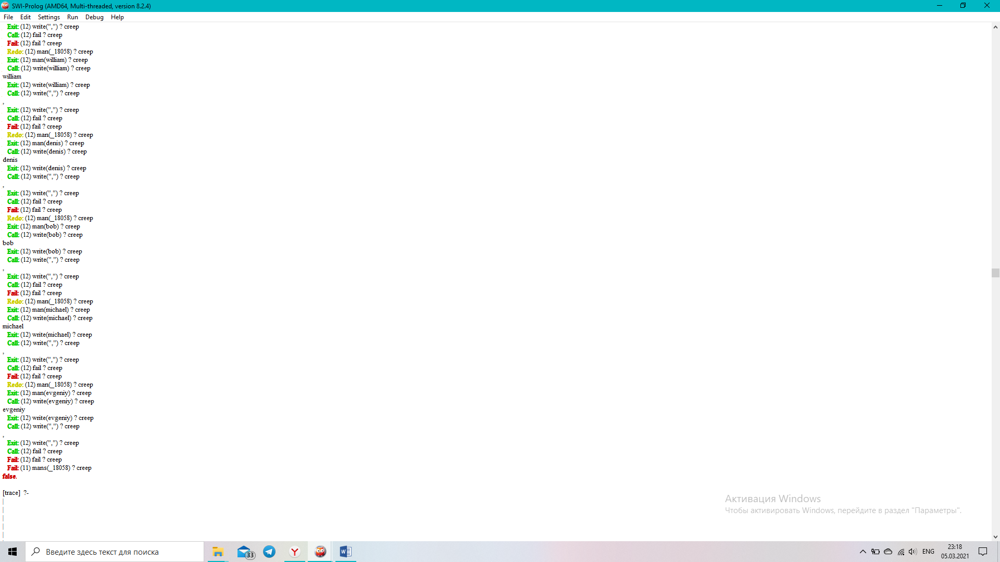 SWI-Prolog (AMD64, Multi-threaded, version 8.2.4)
File Edit Settings Run Debug Help
Exit: (12) write(",") ? creep
Call: (12) fail ? creep
Fail: (12) fail ? creep
Redo: (12) man(_18058) ? creep
Exit: (12) man(william) ? creep
Call: (12) write(william) ? creep
william
Exit: (12) write(william) ? creep
Call: (12) write(",") ? creep
,
Exit: (12) write(",") ? creep
Call: (12) fail ? creep
Fail: (12) fail ? creep
Redo: (12) man(_18058) ? creep
Exit: (12) man(denis) ? creep
Call: (12) write(denis) ? creep
denis
Exit: (12) write(denis) ? creep
Call: (12) write(",") ? creep
,
Exit: (12) write(",") ? creep
Call: (12) fail ? creep
Fail: (12) fail ? creep
Redo: (12) man(_18058) ? creep
Exit: (12) man(bob) ? creep
Call: (12) write(bob) ? creep
bob
Exit: (12) write(bob) ? creep
Call: (12) write(",") ? creep
,
Exit: (12) write(",") ? creep
Call: (12) fail ? creep
Fail: (12) fail ? creep
Redo: (12) man(_18058) ? creep
Exit: (12) man(michael) ? creep
Call: (12) write(michael) ? creep
michael
Exit: (12) write(michael) ? creep
Call: (12) write(",") ? creep
,
Exit: (12) write(",") ? creep
Call: (12) fail ? creep
Fail: (12) fail ? creep
Redo: (12) man(_18058) ? creep
Exit: (12) man(evgeniy) ? creep
Call: (12) write(evgeniy) ? creep
evgeniy
Exit: (12) write(evgeniy) ? creep
Call: (12) write(",") ? creep
,
Exit: (12) write(",") ? creep
Call: (12) fail ? creep
Fail: (12) fail ? creep
Fail: (11) mans(_18058) ? creep
false.
[trace] ?-
Активация Windows
Чтобы активировать Windows, перейдите в раздел "Параметры".
Введите здесь текст для поиска
33
ENG
23:18
05.03.2021